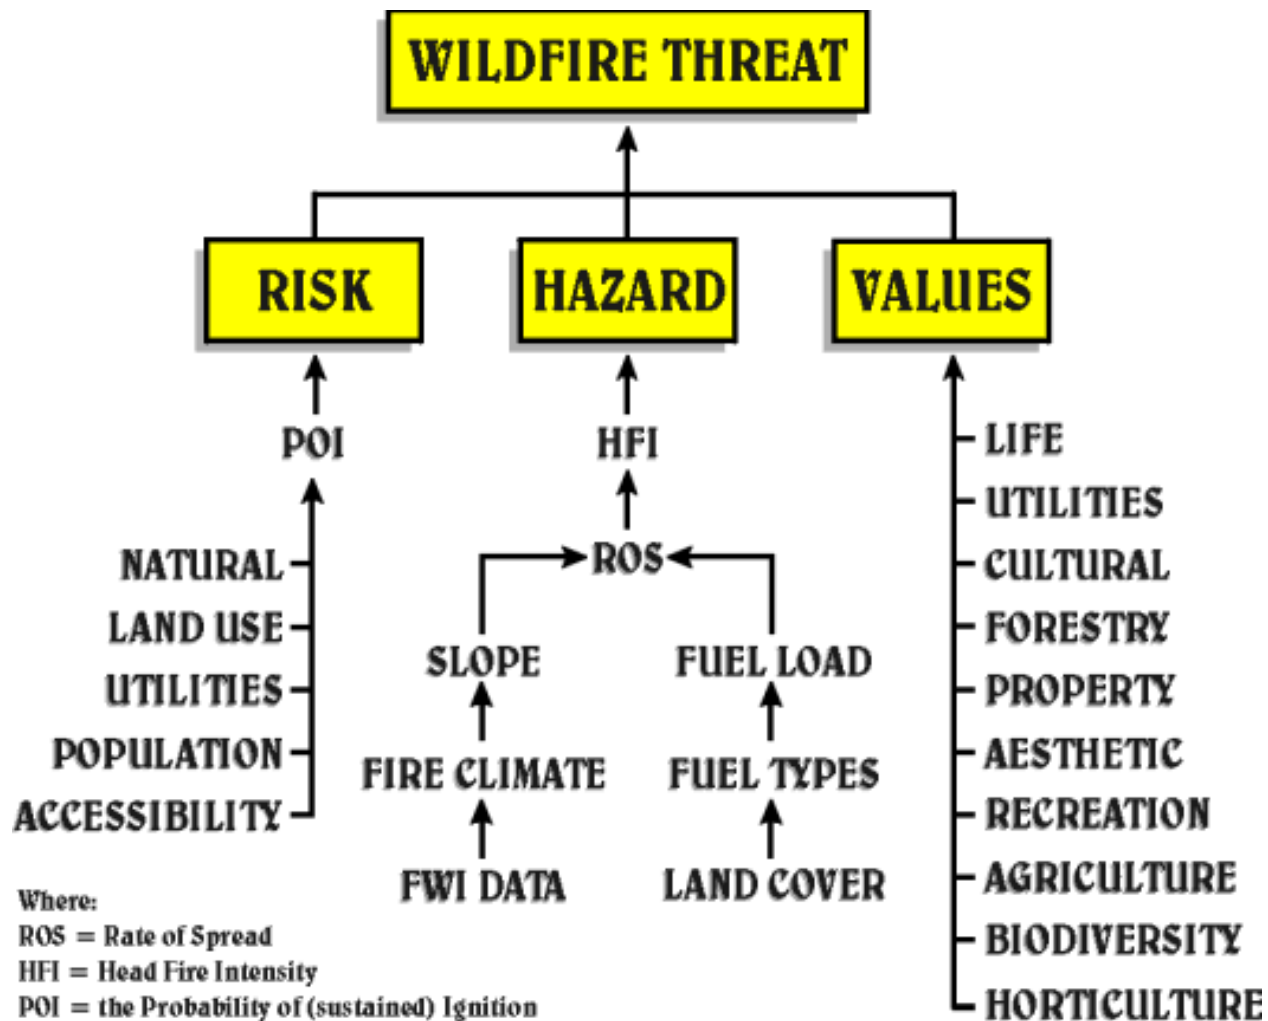 WILDFIRE THREAT
RISK
HAZARD
VALUES
POI
NATURAL
LAND USE
UTILITIES
POPULATION
ACCESSIBILITY
HFI
ROS
SLOPE
FIRE CLIMATE
FWI DATA
FUEL LOAD
FUEL TYPES
LAND COVER
LIFE
UTILITIES
CULTURAL
FORESTRY
PROPERTY
AESTHETIC
RECREATION
AGRICULTURE
BIODIVERSITY
HORTICULTURE
Where:
ROS = Rate of Spread
HFI = Head Fire Intensity
POI = the Probability of (sustained) Ignition